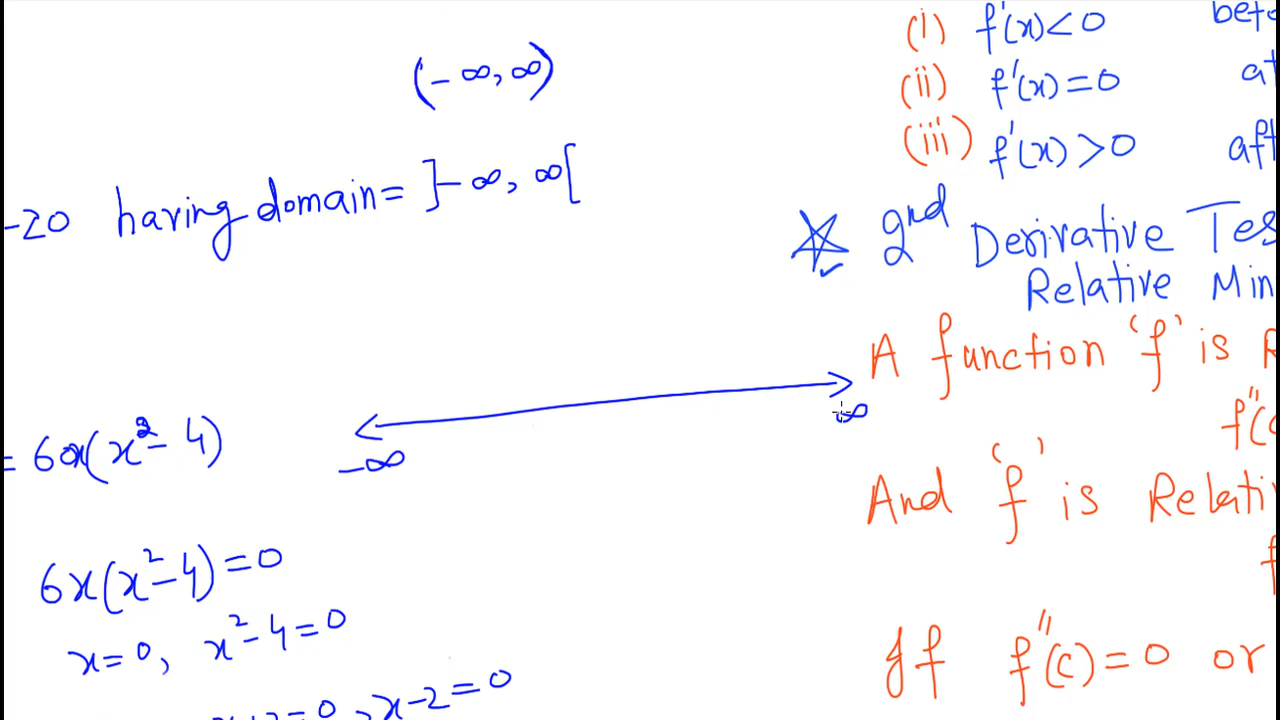 (-∞, ∞)
-20 having domain = ]-∞, ∞[
= 6x(x²- 4)
-∞ ∞
6x(x²-4)=0
x=0, x²-4=0
, x-2=0
(i) f'(x)<0
(ii) f'(x)=0
(iii) f'(x)>0
2nd Derivative Tes
Relative Min
A function 'f' is R
f"(c
And 'f' is Relati
If f"(c)=0 or